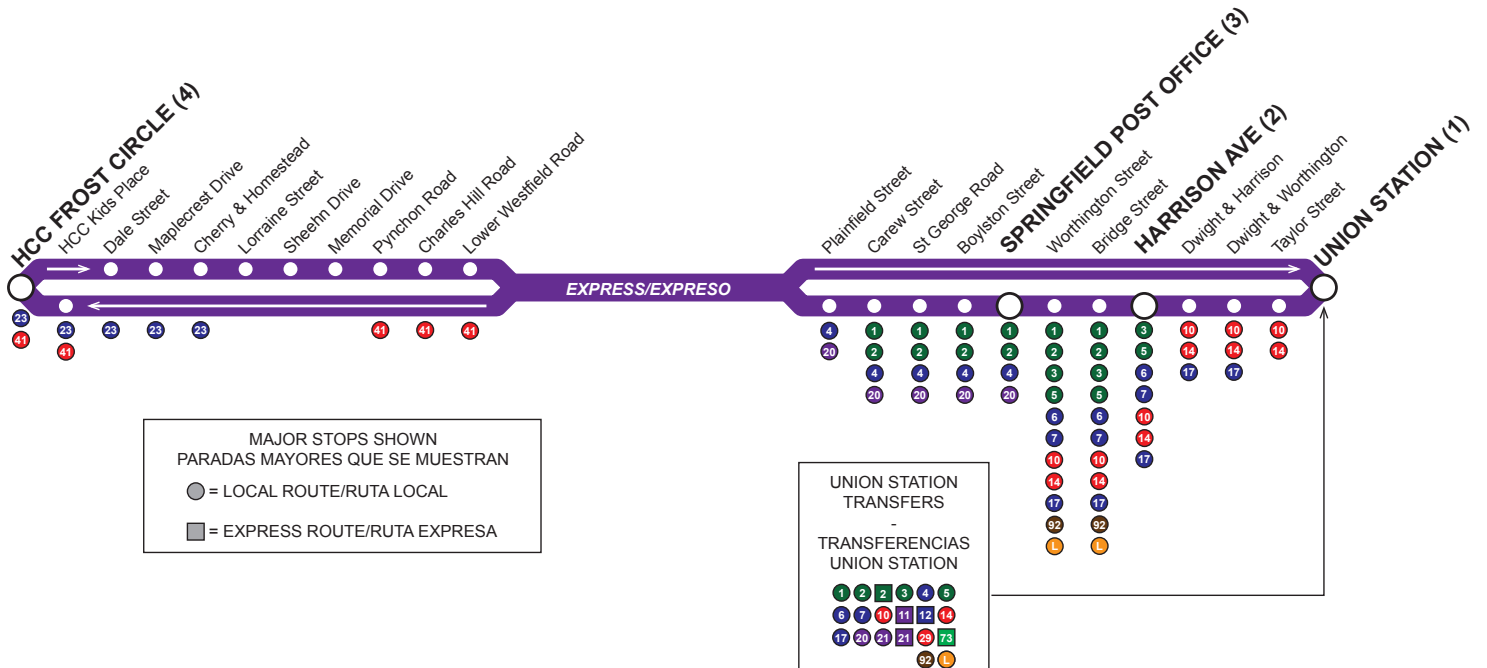 HCC FROST CIRCLE (4)
HCC Kids Place
Dale Street
Maplecrest Drive
Cherry & Homestead
Lorraine Street
Sheehn Drive
Memorial Drive
Pynchon Road
Charles Hill Road
Lower Westfield Road
Plainfield Street
Carew Street
St George Road
Boylston Street
SPRINGFIELD POST OFFICE (3)
Worthington Street
Bridge Street
HARRISON AVE (2)
Dwight & Harrison
Dwight & Worthington
Taylor Street
UNION STATION (1)
EXPRESS/EXPRESO
23 23 23 23 23 41 41 41
41 41
4 1 1 1 1 1 1 3 10 10 10
20 2 2 2 2 2 2 5 14 14 14
4 4 4 4 3 3 6 17 17
20 20 20 20 5 5 7
6 6 10
7 7 14
10 10 17
14 14
17 17
92 92
L L
MAJOR STOPS SHOWN
PARADAS MAYORES QUE SE MUESTRAN
= LOCAL ROUTE/RUTA LOCAL
= EXPRESS ROUTE/RUTA EXPRESA
UNION STATION
TRANSFERS
-
TRANSFERENCIAS
UNION STATION
1 2 2 3 4 5
6 7 10 11 12 14
17 20 21 21 29 73
92 L